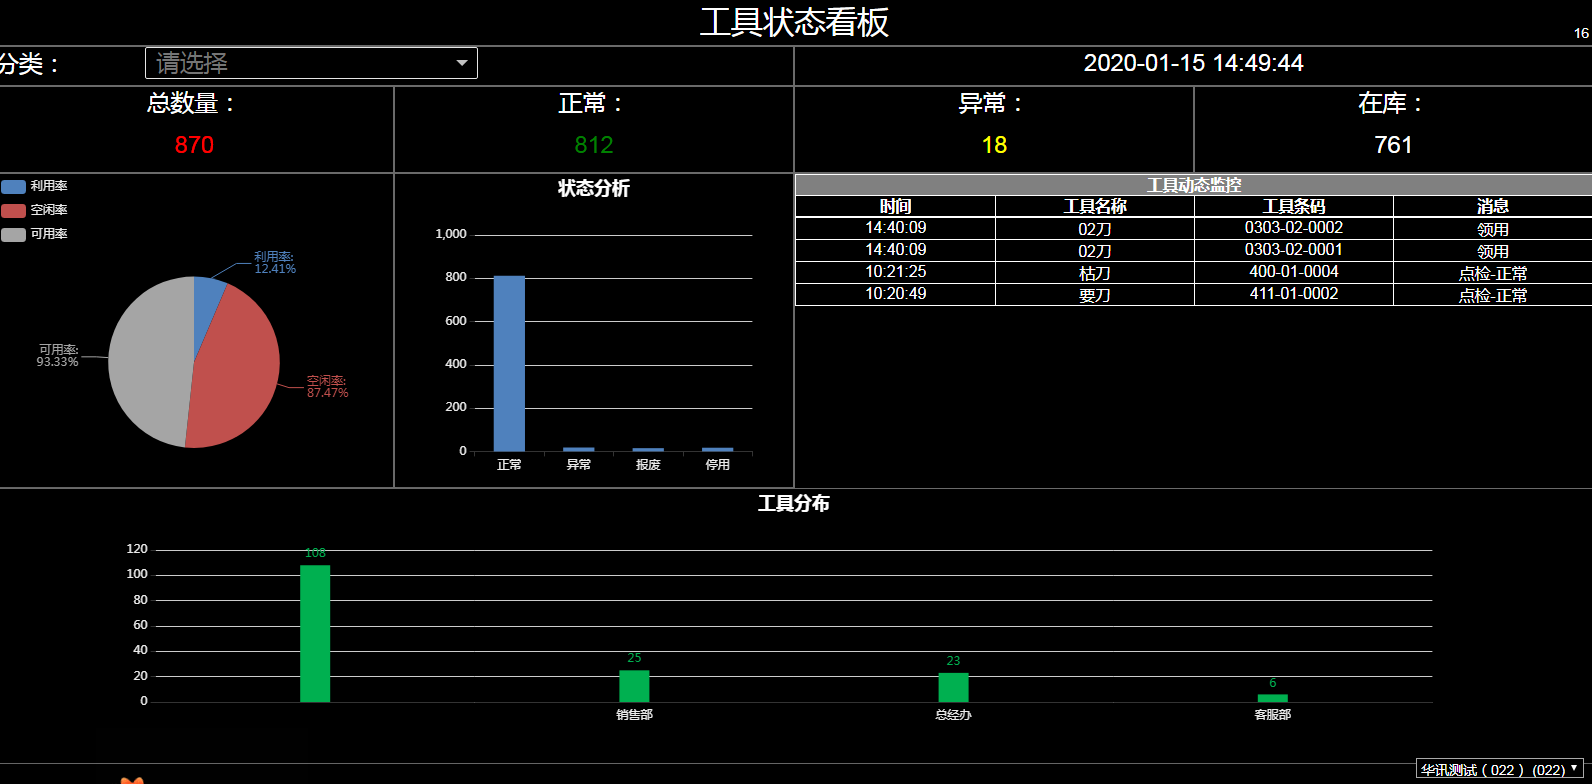 工具状态看板
16
分类：
请选择
2020-01-15 14:49:44
总数量：
正常：
异常：
在库：
870
812
18
761
利用率
空闲率
可用率
利用率:
12.41%
可用率:
93.33%
空闲率:
87.47%
状态分析
1,000
800
600
400
200
0
正常
异常
报废
停用
工具动态监控
时间 工具名称 工具条码 消息
14:40:09 02刀 0303-02-0002 领用
14:40:09 02刀 0303-02-0001 领用
10:21:25 枯刀 400-01-0004 点检-正常
10:20:49 要刀 411-01-0002 点检-正常
工具分布
120
100
80
60
40
20
0
108
25
23
6
销售部
总经办
客服部
华讯测试（022）(022)